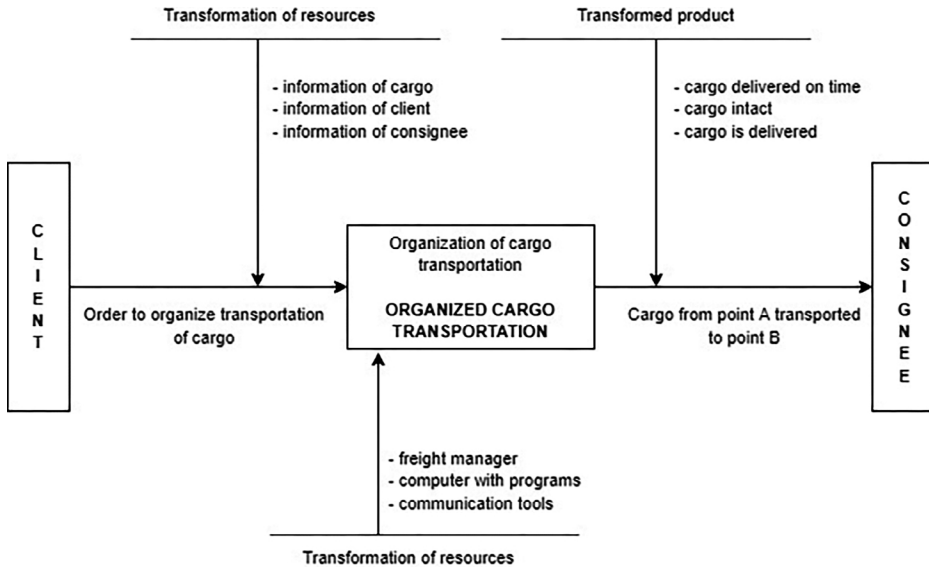 Transformation of resources
Transformed product
- information of cargo
- information of client
- information of consignee
- cargo delivered on time
- cargo intact
- cargo is delivered
CLIENT
Order to organize transportation
of cargo
Organization of cargo
transportation
ORGANIZED CARGO
TRANSPORTATION
Cargo from point A transported
to point B
CONSIGNEE
- freight manager
- computer with programs
- communication tools
Transformation of resources